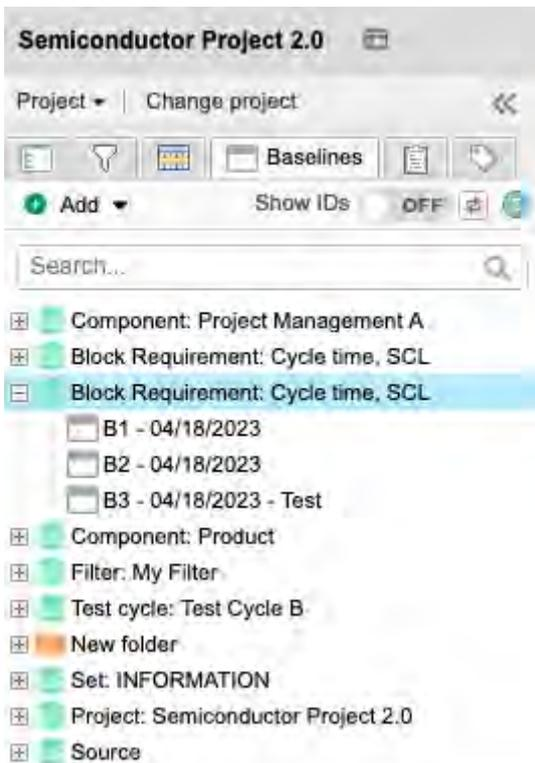 Semiconductor Project 2.0
Project | Change project
Baselines
Add Show IDs OFF
Search...
Component: Project Management A
Block Requirement: Cycle time, SCL
Block Requirement: Cycle time, SCL
B1 - 04/18/2023
B2 - 04/18/2023
B3 - 04/18/2023 - Test
Component: Product
Filter: My Filter
Test cycle: Test Cycle B
New folder
Set: INFORMATION
Project: Semiconductor Project 2.0
Source